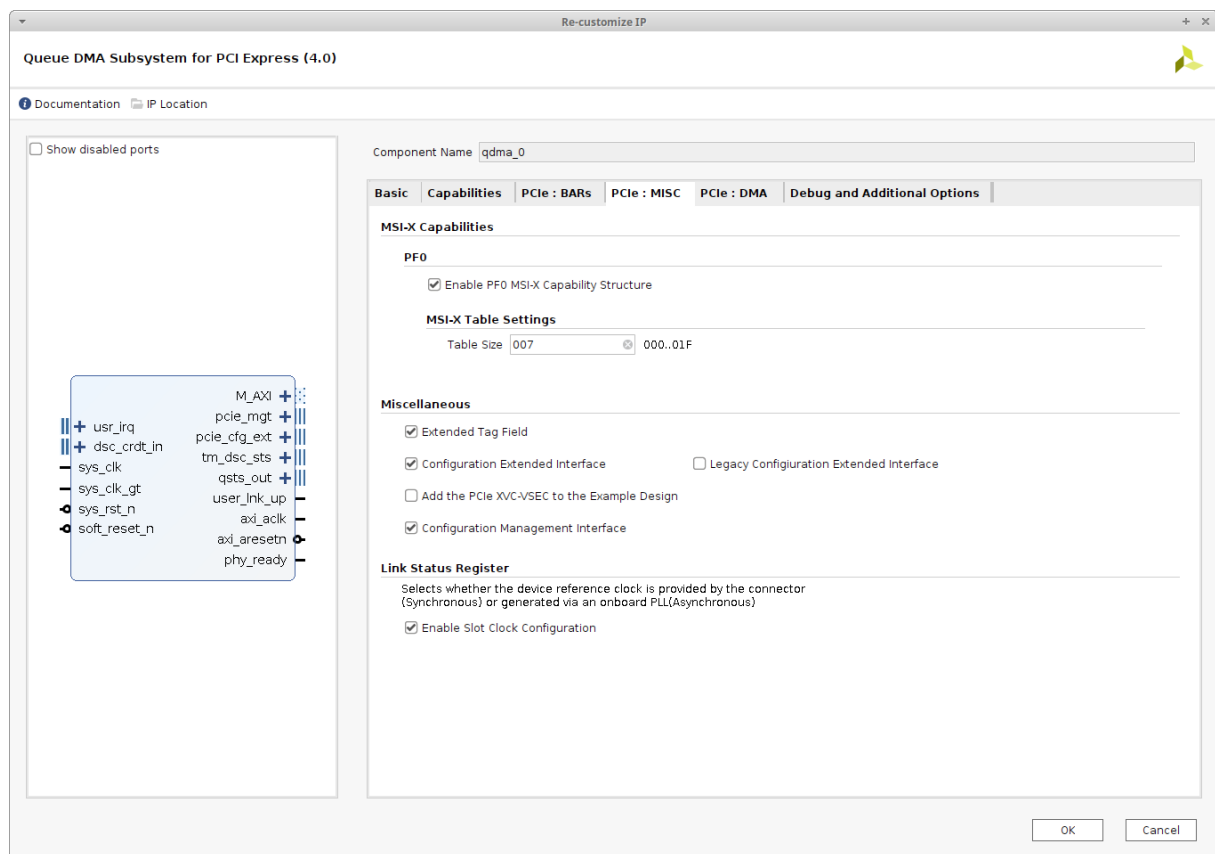 Re-customize IP
Queue DMA Subsystem for PCI Express (4.0)
Documentation IP Location
Show disabled ports
usr_irq
dsc_crdt_in
sys_clk
sys_clk_gt
sys_rst_n
soft_reset_n
M_AXI
pcie_mgt
pcie_cfg_ext
tm_dsc_sts
qsts_out
user_lnk_up
axi_aclk
axi_aresetn
phy_ready
Component Name qdma_0
Basic Capabilities PCIe : BARs PCIe : MISC PCIe : DMA Debug and Additional Options
MSI-X Capabilities
PF0
Enable PF0 MSI-X Capability Structure
MSI-X Table Settings
Table Size 007 000..01F
Miscellaneous
Extended Tag Field
Configuration Extended Interface Legacy Configiuration Extended Interface
Add the PCIe XVC-VSEC to the Example Design
Configuration Management Interface
Link Status Register
Selects whether the device reference clock is provided by the connector
(Synchronous) or generated via an onboard PLL(Asynchronous)
Enable Slot Clock Configuration
OK Cancel